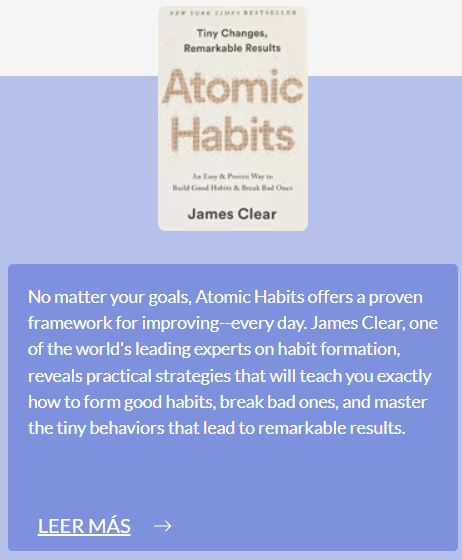 NEW YORK TIMES BESTSELLER
Tiny Changes,
Remarkable Results
Atomic
Habits
An Easy & Proven Way to
Build Good Habits & Break Bad Ones
James Clear
No matter your goals, Atomic Habits offers a proven
framework for improving--every day. James Clear, one
of the world's leading experts on habit formation,
reveals practical strategies that will teach you exactly
how to form good habits, break bad ones, and master
the tiny behaviors that lead to remarkable results.
LEER MÁS